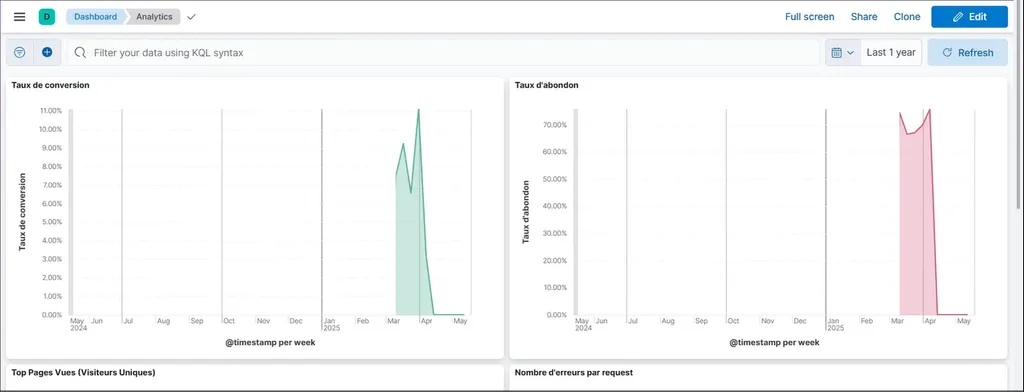 D Dashboard Analytics Full screen Share Clone Edit
Filter your data using KQL syntax Last 1 year Refresh
Taux de conversion
11.00%
10.00%
9.00%
8.00%
7.00%
6.00%
5.00%
4.00%
3.00%
2.00%
1.00%
0.00%
Taux de conversion
May Jun Jul Aug Sep Oct Nov Dec Jan Feb Mar Apr May
2024 2025
@timestamp per week
Taux d'abondon
70.00%
60.00%
50.00%
40.00%
30.00%
20.00%
10.00%
0.00%
Taux d'abondon
May Jun Jul Aug Sep Oct Nov Dec Jan Feb Mar Apr May
2024 2025
@timestamp per week
Top Pages Vues (Visiteurs Uniques)
Nombre d'erreurs par request